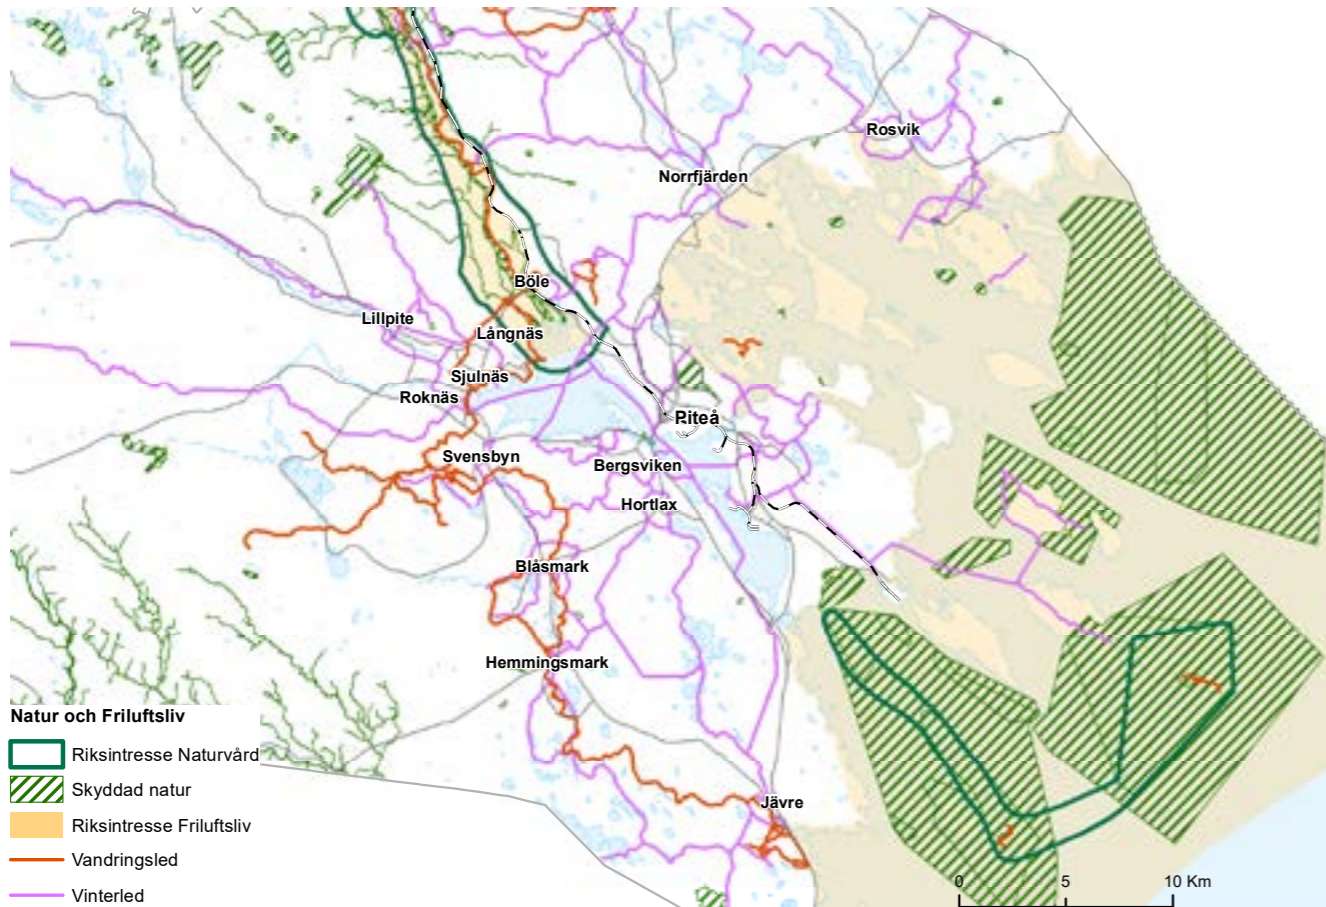 Rosvik
Norrfjärden
Böle
Lillpite
Långnäs
Sjulnäs
Roknäs
Piteå
Svensbyn
Bergsviken
Hortlax
Blåsmark
Hemmingsmark
Jävre
Natur och Friluftsliv
Riksintresse Naturvård
Skyddad natur
Riksintresse Friluftsliv
Vandringsled
Vinterled
0 5 10 Km